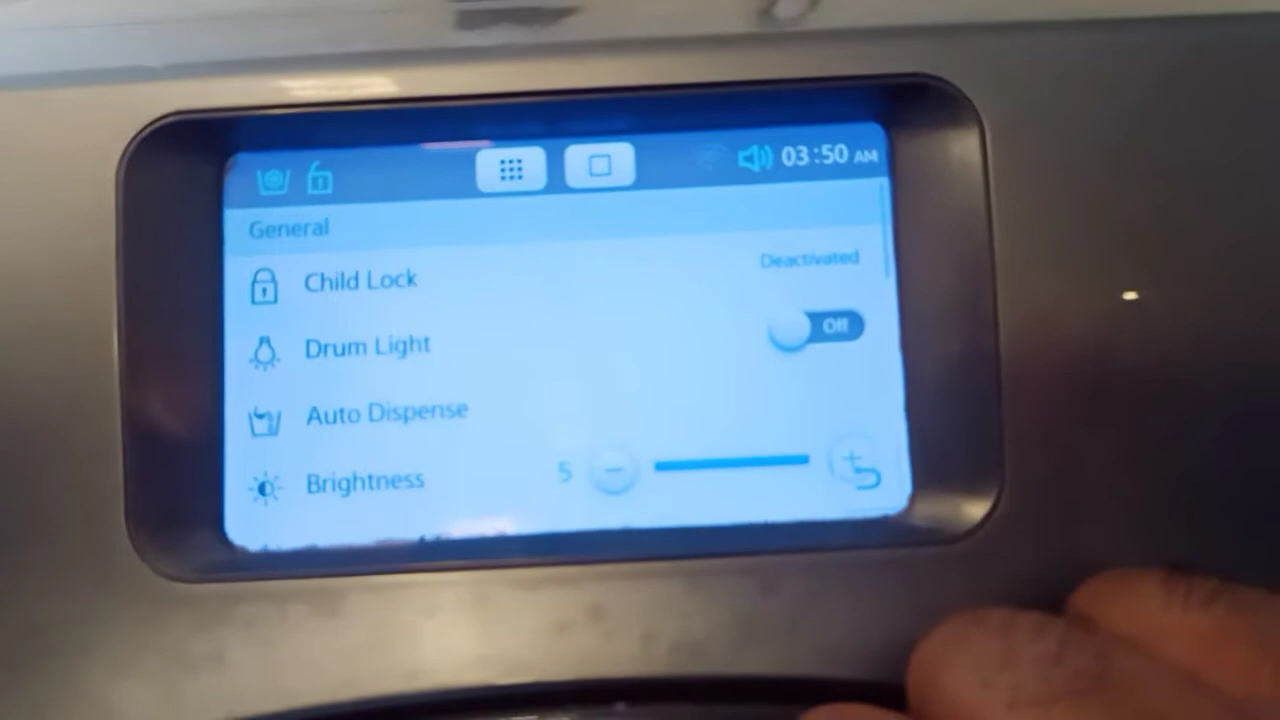 03:50 AM
General
Child Lock Deactivated
Drum Light Off
Auto Dispense
Brightness 5 − +